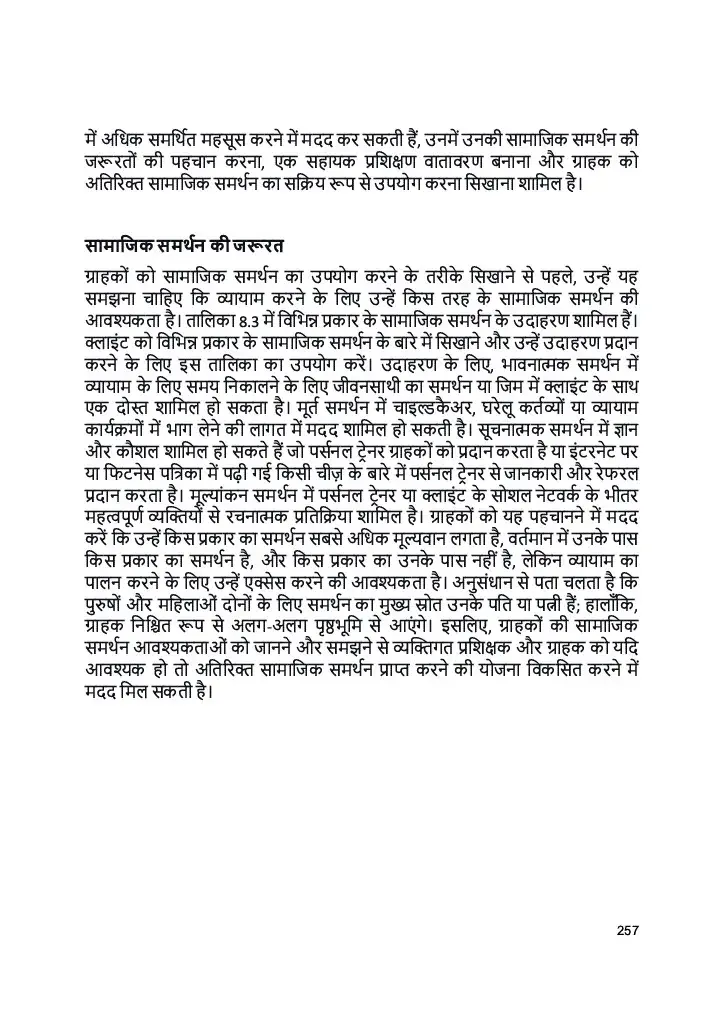 में अधिक समर्थित महसूस करने में मदद कर सकती हैं, उनमें उनकी सामाजिक समर्थन की
जरूरतों की पहचान करना, एक सहायक प्रशिक्षण वातावरण बनाना और ग्राहक को
अतिरिक्त सामाजिक समर्थन का सक्रिय रूप से उपयोग करना सिखाना शामिल है।
सामाजिक समर्थन की जरूरत
ग्राहकों को सामाजिक समर्थन का उपयोग करने के तरीके सिखाने से पहले, उन्हें यह
समझना चाहिए कि व्यायाम करने के लिए उन्हें किस तरह के सामाजिक समर्थन की
आवश्यकता है। तालिका 8.3 में विभिन्न प्रकार के सामाजिक समर्थन के उदाहरण शामिल हैं।
क्लाइंट को विभिन्न प्रकार के सामाजिक समर्थन के बारे में सिखाने और उन्हें उदाहरण प्रदान
करने के लिए इस तालिका का उपयोग करें। उदाहरण के लिए, भावनात्मक समर्थन में
व्यायाम के लिए समय निकालने के लिए जीवनसाथी का समर्थन या जिम में क्लाइंट के साथ
एक दोस्त शामिल हो सकता है। मूर्त समर्थन में चाइल्डकैअर, घरेलू कर्तव्यों या व्यायाम
कार्यक्रमों में भाग लेने की लागत में मदद शामिल हो सकती है। सूचनात्मक समर्थन में ज्ञान
और कौशल शामिल हो सकते हैं जो पर्सनल ट्रेनर ग्राहकों को प्रदान करता है या इंटरनेट पर
या फिटनेस पत्रिका में पढ़ी गई किसी चीज़ के बारे में पर्सनल ट्रेनर से जानकारी और रेफरल
प्रदान करता है। मूल्यांकन समर्थन में पर्सनल ट्रेनर या क्लाइंट के सोशल नेटवर्क के भीतर
महत्वपूर्ण व्यक्तियों से रचनात्मक प्रतिक्रिया शामिल है। ग्राहकों को यह पहचानने में मदद
करें कि उन्हें किस प्रकार का समर्थन सबसे अधिक मूल्यवान लगता है, वर्तमान में उनके पास
किस प्रकार का समर्थन है, और किस प्रकार का उनके पास नहीं है, लेकिन व्यायाम का
पालन करने के लिए उन्हें एक्सेस करने की आवश्यकता है। अनुसंधान से पता चलता है कि
पुरुषों और महिलाओं दोनों के लिए समर्थन का मुख्य स्रोत उनके पति या पत्नी हैं; हालाँकि,
ग्राहक निश्चित रूप से अलग-अलग पृष्ठभूमि से आएंगे। इसलिए, ग्राहकों की सामाजिक
समर्थन आवश्यकताओं को जानने और समझने से व्यक्तिगत प्रशिक्षक और ग्राहक को यदि
आवश्यक हो तो अतिरिक्त सामाजिक समर्थन प्राप्त करने की योजना विकसित करने में
मदद मिल सकती है।
257